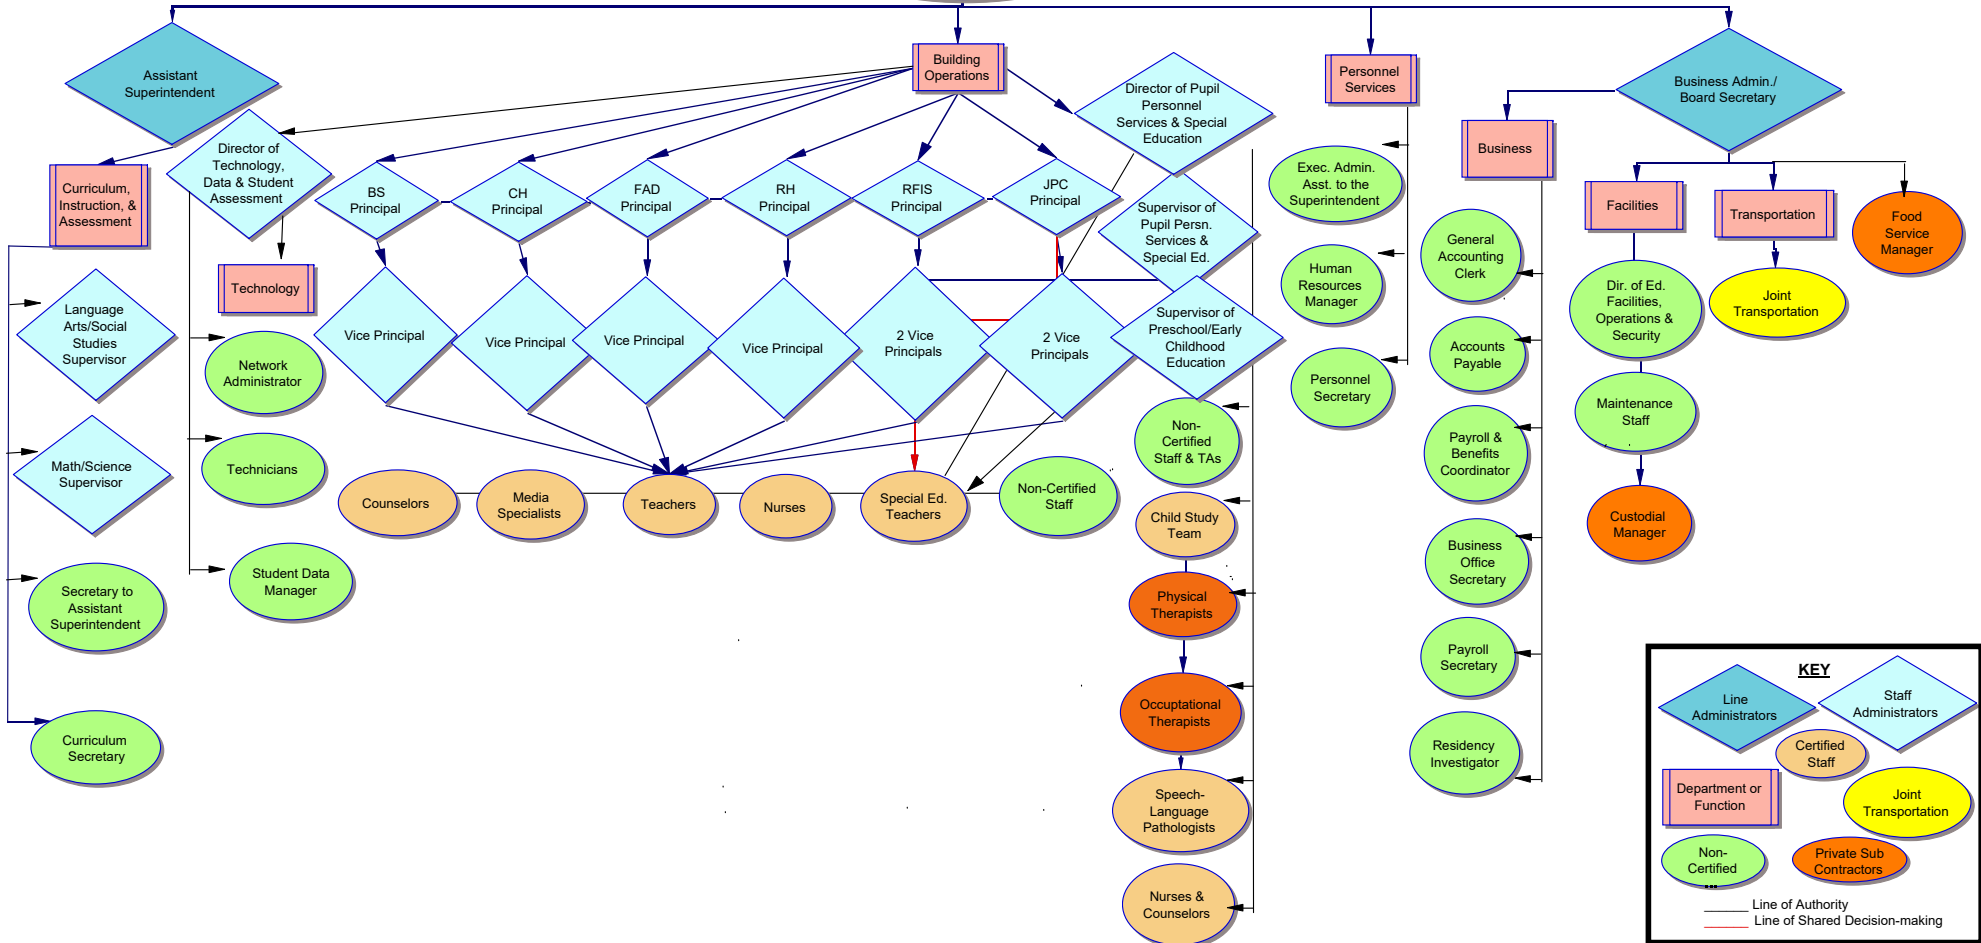 Assistant
Superintendent
Building
Operations
Personnel
Services
Business Admin./
Board Secretary
Director of Pupil
Personnel
Services & Special
Education
Director of
Technology,
Data & Student
Assessment
Curriculum,
Instruction, &
Assessment
BS
Principal
CH
Principal
FAD
Principal
RH
Principal
RFIS
Principal
JPC
Principal
Supervisor of
Pupil Persn.
Services &
Special Ed.
Exec. Admin.
Asst. to the
Superintendent
Business
Facilities
Transportation
Food
Service
Manager
Technology
Language
Arts/Social
Studies
Supervisor
Vice Principal
Vice Principal
Vice Principal
Vice Principal
2 Vice
Principals
2 Vice
Principals
Supervisor of
Preschool/Early
Childhood
Education
Human
Resources
Manager
General
Accounting
Clerk
Dir. of Ed.
Facilities,
Operations &
Security
Joint
Transportation
Network
Administrator
Personnel
Secretary
Accounts
Payable
Maintenance
Staff
Math/Science
Supervisor
Technicians
Non-
Certified
Staff & TAs
Payroll &
Benefits
Coordinator
Counselors
Media
Specialists
Teachers
Nurses
Special Ed.
Teachers
Non-Certified
Staff
Child Study
Team
Custodial
Manager
Business
Office
Secretary
Secretary to
Assistant
Superintendent
Student Data
Manager
Physical
Therapists
Payroll
Secretary
Occuptational
Therapists
Curriculum
Secretary
Residency
Investigator
Speech-
Language
Pathologists
Nurses &
Counselors
KEY
Line
Administrators
Staff
Administrators
Certified
Staff
Department or
Function
Joint
Transportation
Non-
Certified
Private Sub
Contractors
Line of Authority
Line of Shared Decision-making